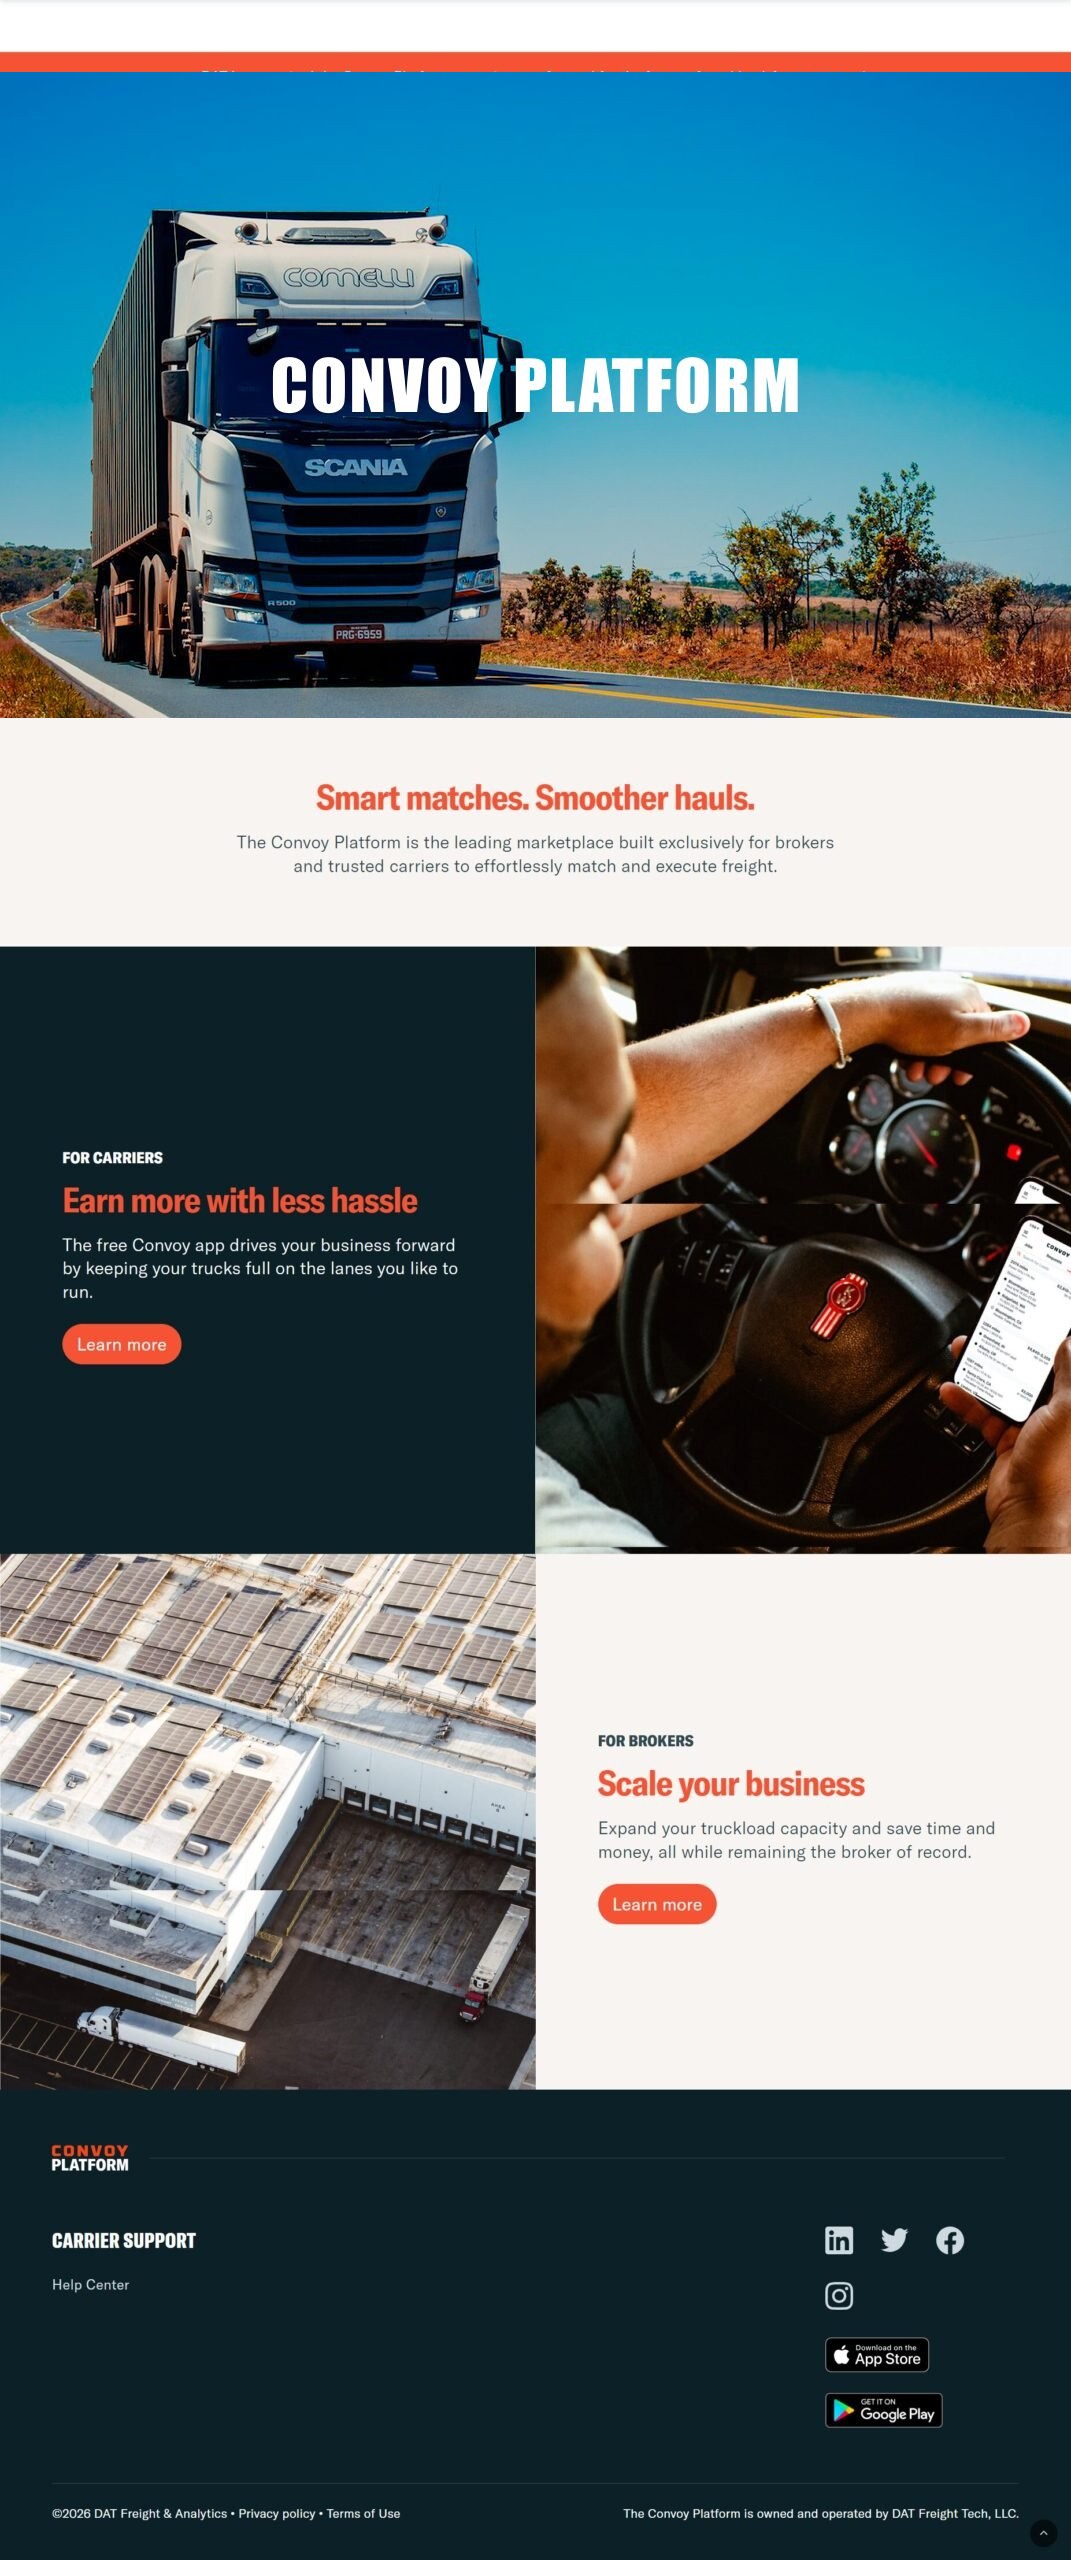 COMELLI
CONVOY PLATFORM
SCANIA
R500
PRG-6959
Smart matches. Smoother hauls.
The Convoy Platform is the leading marketplace built exclusively for brokers
and trusted carriers to effortlessly match and execute freight.
FOR CARRIERS
Earn more with less hassle
The free Convoy app drives your business forward
by keeping your trucks full on the lanes you like to
run.
Learn more
CONVOY
FOR BROKERS
Scale your business
Expand your truckload capacity and save time and
money, all while remaining the broker of record.
Learn more
CONVOY
PLATFORM
CARRIER SUPPORT
Help Center
Download on the
App Store
GET IT ON
Google Play
©2026 DAT Freight & Analytics • Privacy policy • Terms of Use
The Convoy Platform is owned and operated by DAT Freight Tech, LLC.